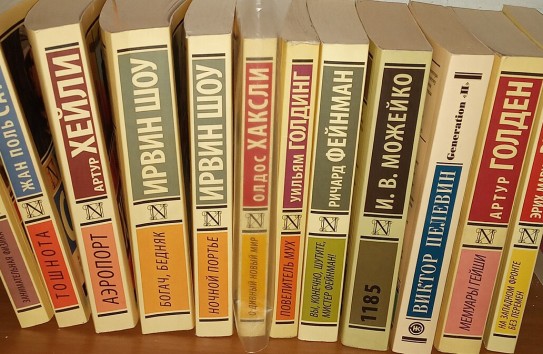 ЖАН ПОЛЬ
ТОШНОТА
АРТУР ХЕЙЛИ
АЭРОПОРТ
ИРВИН ШОУ
БОГАЧ, БЕДНЯК
ИРВИН ШОУ
НОЧНОЙ ПОРТЬЕ
ОЛДОС ХАКСЛИ
О ДИВНЫЙ НОВЫЙ МИР
УИЛЬЯМ ГОЛДИНГ
ПОВЕЛИТЕЛЬ МУХ
РИЧАРД ФЕЙНМАН
ВЫ, КОНЕЧНО, ШУТИТЕ,
МИСТЕР ФЕЙНМАН!
И. В. МОЖЕЙКО
1185
ВИКТОР ПЕЛЕВИН
Generation «П»
АРТУР ГОЛДЕН
МЕМУАРЫ ГЕЙШИ
ЭРИХ МАРИЯ
НА ЗАПАДНОМ ФРОНТЕ
БЕЗ ПЕРЕМЕН